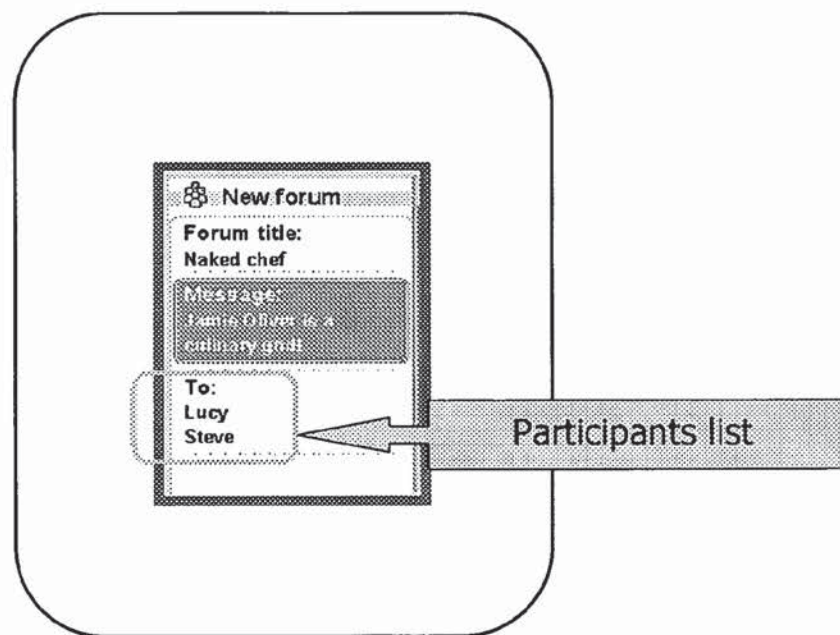 New forum
Forum title:
Naked chef
Message:
Jamie Oliver is a
culinary god!
To:
Lucy
Steve
Participants list